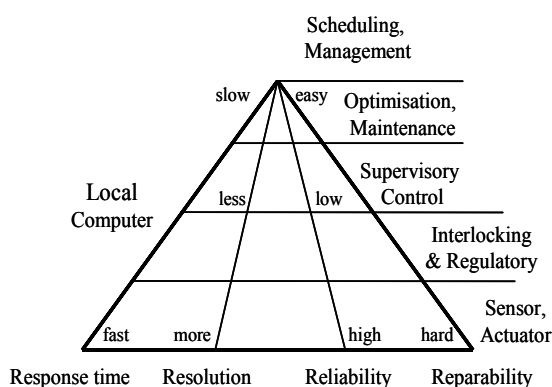 Scheduling,
Management
slow
easy
Optimisation,
Maintenance
Supervisory
Control
less
low
Local
Computer
Interlocking
& Regulatory
Sensor,
Actuator
fast
more
high
hard
Response time
Resolution
Reliability
Reparability